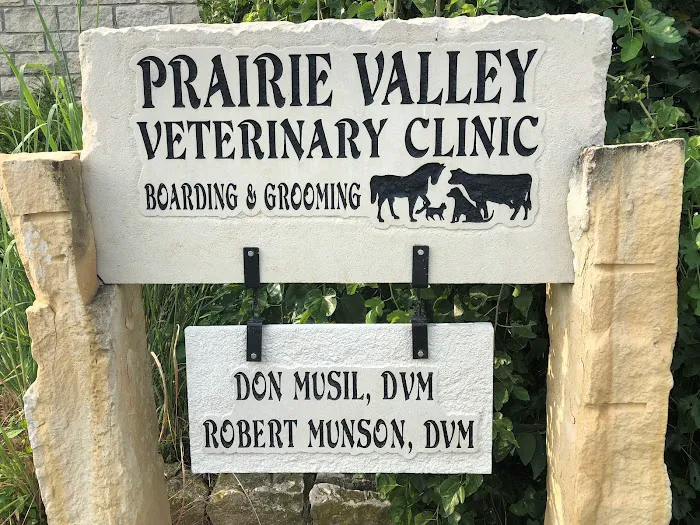 PRAIRIE VALLEY
VETERINARY CLINIC
BOARDING & GROOMING
DON MUSIL, DVM
ROBERT MUNSON, DVM